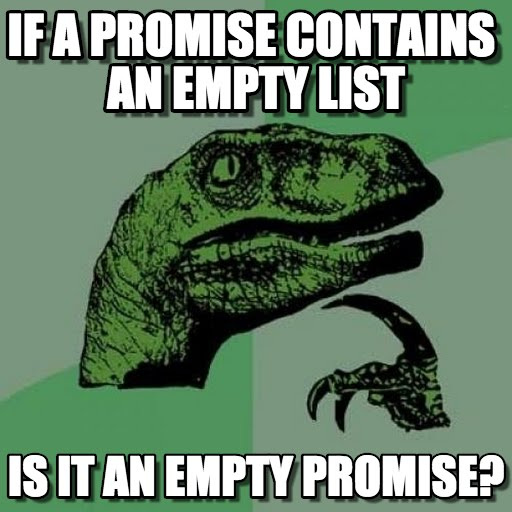 IF A PROMISE CONTAINS
AN EMPTY LIST
IS IT AN EMPTY PROMISE?